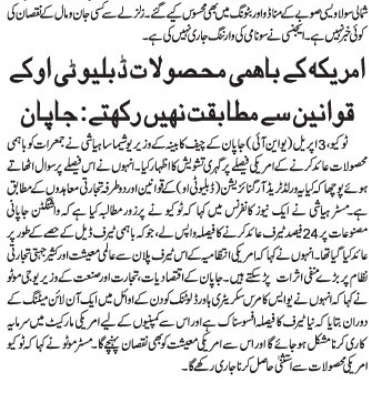 شمالی سولاویسی صوبے کے مناڈو اور بٹونگ میں بھی محسوس کیے گئے۔ زلزلے سے کسی جان و مال کے نقصان کی
کوئی خبر نہیں ہے۔ ایجنسی نے سونامی کی وارننگ جاری نہیں کی ہے۔
امریکہ کے باہمی محصولات ڈبلیوٹی او کے
قوانین سے مطابقت نہیں رکھتے: جاپان
ٹوکیو، 3 اپریل (یو این آئی) جاپان کے چیف کابینہ کے وزیر یوشیماسا ہیاشی نے جمعرات کو باہمی
محصولات عائد کرنے کے امریکی فیصلے پر گہری تشویش کا اظہار کیا۔ انہوں نے اس فیصلے پر سوال اٹھاتے
ہوئے پوچھا کہ کیا یہ ورلڈ ٹریڈ آرگنائزیشن (ڈبلیوٹی او) کے قوانین اور دو طرفہ تجارتی معاہدوں کے مطابق
ہے۔ مسٹر ہیاشی نے ایک نیوز کانفرنس میں کہا کہ ٹوکیو نے پرزور مطالبہ کیا ہے کہ واشنگٹن جاپانی
مصنوعات پر 24 فیصد ٹیرف عائد کرنے کا فیصلہ واپس لے، جو کہ باہمی ٹیرف ڈیل کے حصے کے طور پر
عائد کیا گیا تھا۔ انہوں نے کہا کہ امریکی انتظامیہ کے اس ٹیرف پلان سے عالمی معیشت اور کثیر جہتی تجارتی
نظام پر بڑے منفی اثرات پڑ سکتے ہیں۔ جاپان کے اقتصادیات، تجارت اور صنعت کے وزیر یوجی موٹو
نے کہا کہ انہوں نے یو ایس کامرس سکریٹری ہاورڈ لوٹنک کو دن کے اوائل میں ایک آن لائن میٹنگ کے
دوران بتایا کہ نیا ٹیرف کا فیصلہ افسوسناک ہے اور اس سے کمپنیوں کے لیے امریکی مارکیٹ میں سرمایہ
کاری کرنا مشکل ہو جائے گا اور اس سے امریکی معیشت کو بھی نقصان پہنچے گا۔ مسٹر موٹو نے کہا کہ ٹوکیو
امریکی محصولات سے استثنیٰ حاصل کرنا جاری رکھے گا۔